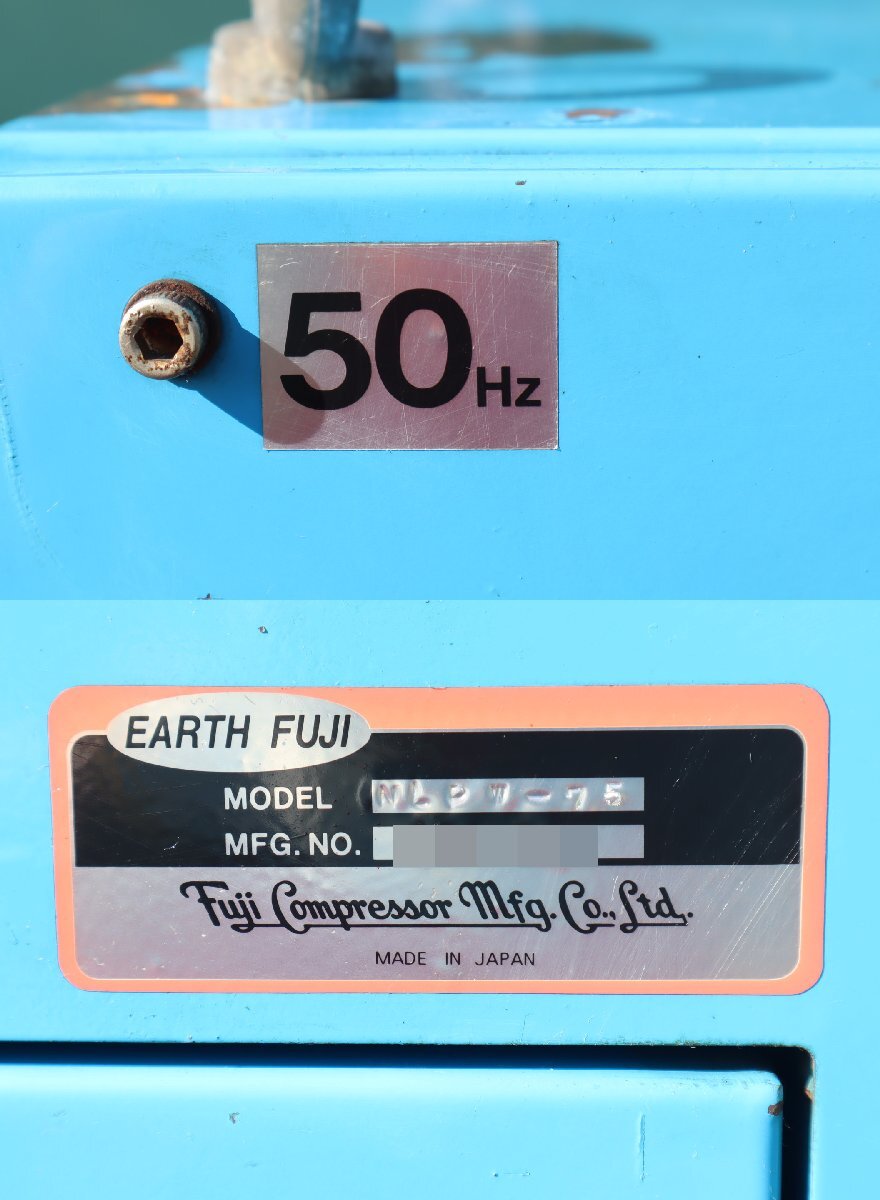 50Hz
EARTH FUJI
MODEL NLPW-75
MFG. NO.
Fuji Compressor Mfg. Co., Ltd.
MADE IN JAPAN